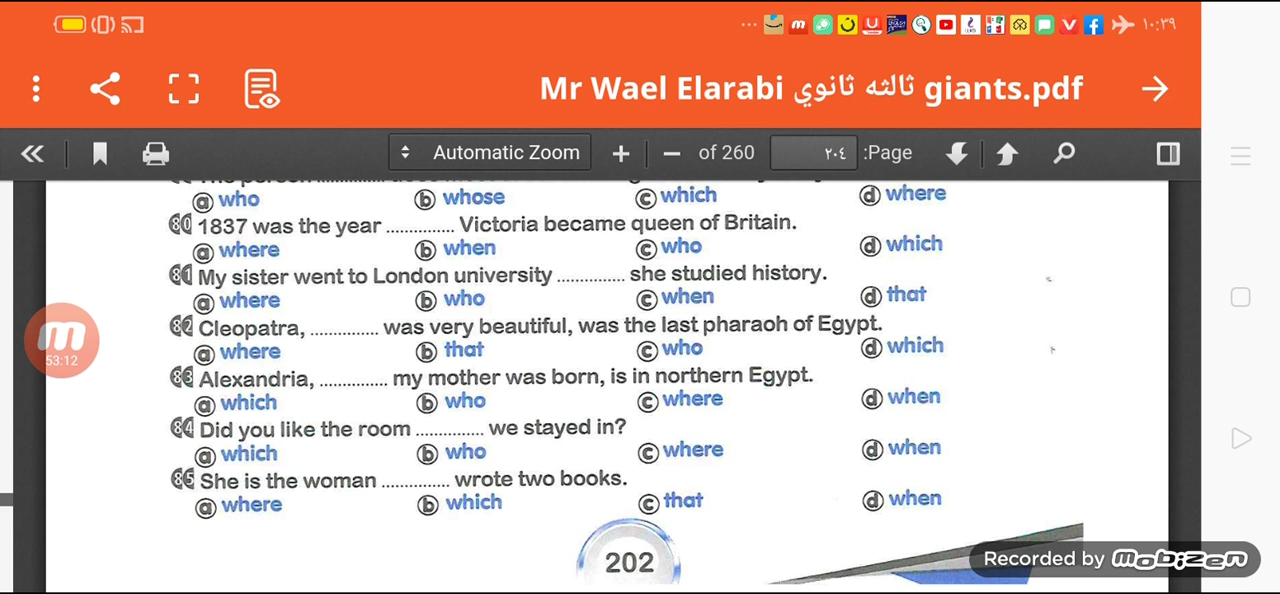 ١٠:٣٩
Mr Wael Elarabi ثالثه ثانوي giants.pdf
Automatic Zoom
of 260
٢٠٤
:Page
ⓐ who ⓑ whose ⓒ which ⓓ where
80 1837 was the year .............. Victoria became queen of Britain.
ⓐ where ⓑ when ⓒ who ⓓ which
81 My sister went to London university .............. she studied history.
ⓐ where ⓑ who ⓒ when ⓓ that
82 Cleopatra, .............. was very beautiful, was the last pharaoh of Egypt.
ⓐ where ⓑ that ⓒ who ⓓ which
83 Alexandria, .............. my mother was born, is in northern Egypt.
ⓐ which ⓑ who ⓒ where ⓓ when
84 Did you like the room .............. we stayed in?
ⓐ which ⓑ who ⓒ where ⓓ when
85 She is the woman .............. wrote two books.
ⓐ where ⓑ which ⓒ that ⓓ when
202
53:12
Recorded by mobizen